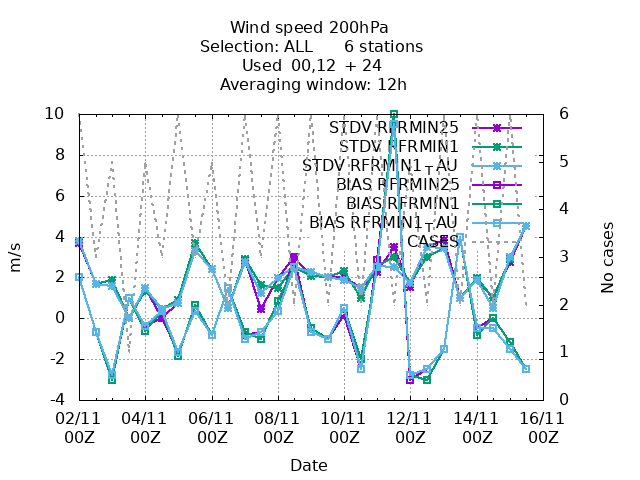 Wind speed 200hPa
Selection: ALL 6 stations
Used 00,12 + 24
Averaging window: 12h
10
8
6
4
2
0
-2
-4
m/s
6
5
4
3
2
1
0
No cases
STDV RFRMIN25
STDV RFRMIN1
STDV RFRMIN1_AU
BIAS RFRMIN25
BIAS RFRMIN1
BIAS RFRMIN1_AU
CASES
02/11 04/11 06/11 08/11 10/11 12/11 14/11 16/11
00Z 00Z 00Z 00Z 00Z 00Z 00Z 00Z
Date